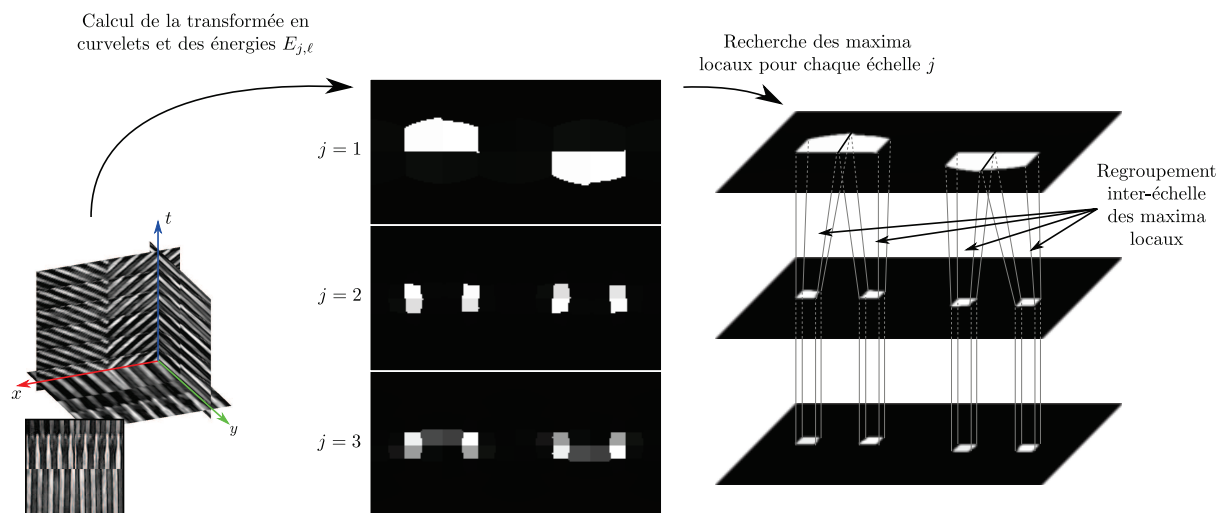 Calcul de la transformée en
curvelets et des énergies $E_{j,\ell}$
Recherche des maxima
locaux pour chaque échelle $j$
$j = 1$
Regroupement
inter-échelle
des maxima
locaux
$t$
$j = 2$
$x$
$y$
$j = 3$